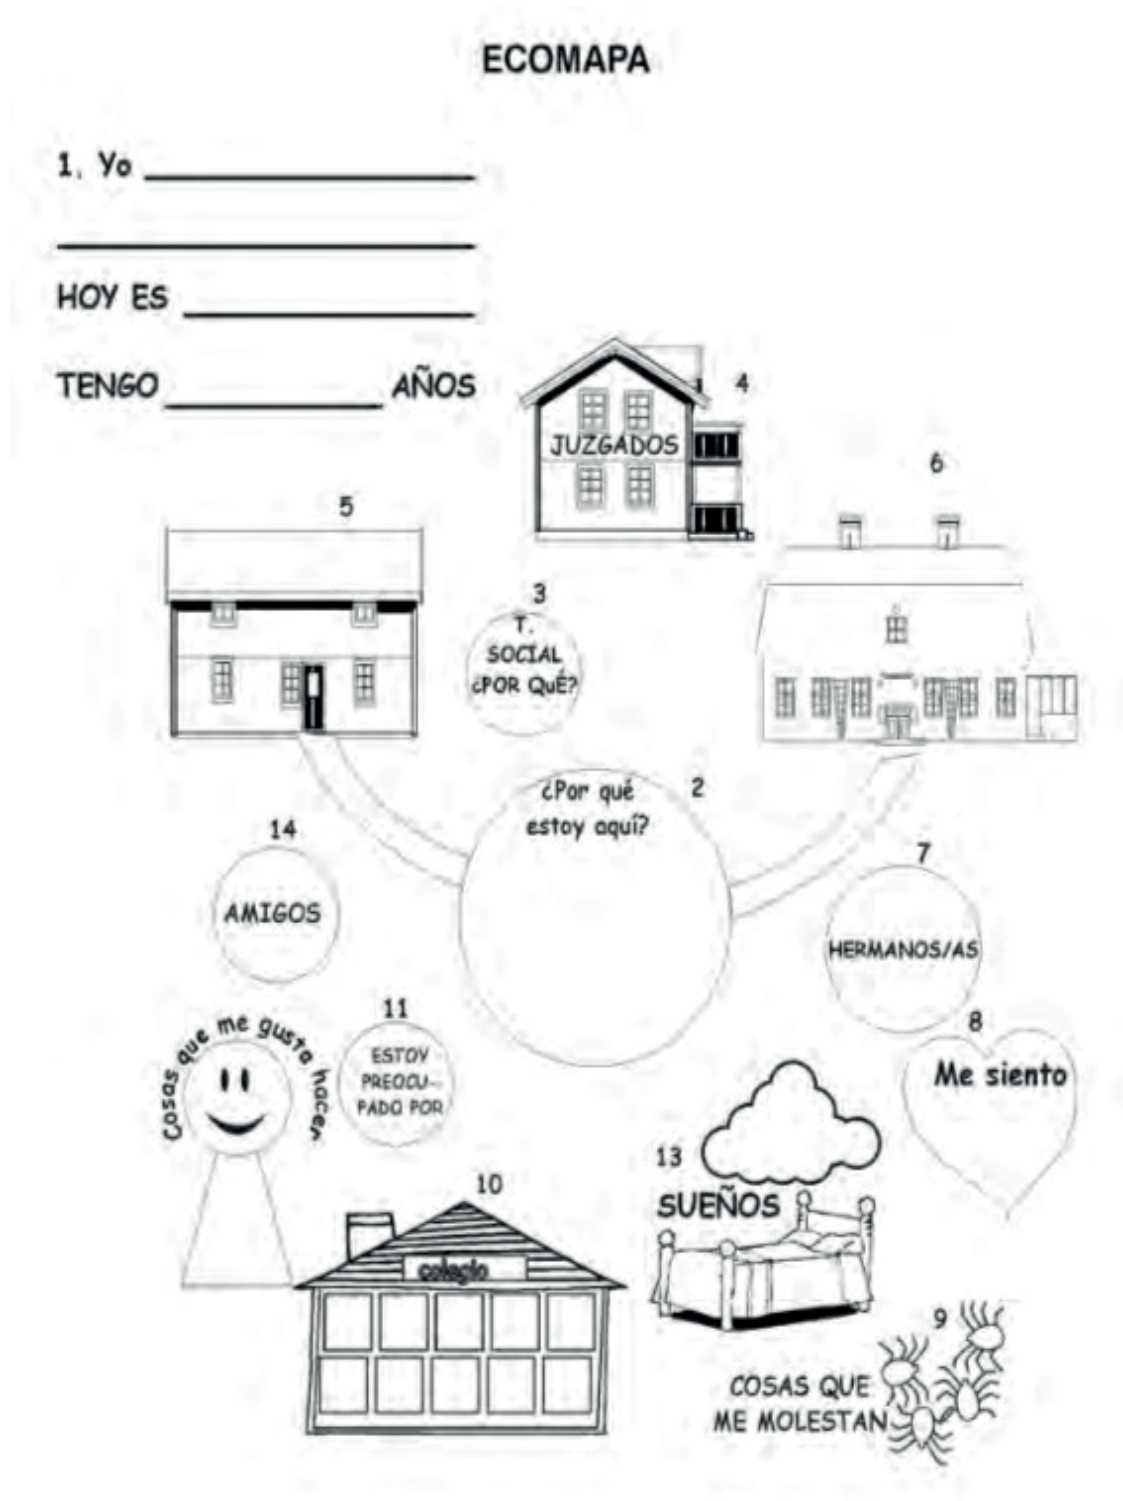 ECOMAPA
1. Yo
HOY ES
TENGO AÑOS
4
JUZGADOS
6
5
3
T.
SOCIAL
¿POR QUÉ?
¿Por qué
estoy aquí?
2
14
AMIGOS
7
HERMANOS/AS
8
Me siento
11
ESTOY
PREOCU-
PADO POR
Cosas que me gusta hacer
13
SUEÑOS
10
colegio
9
COSAS QUE
ME MOLESTAN